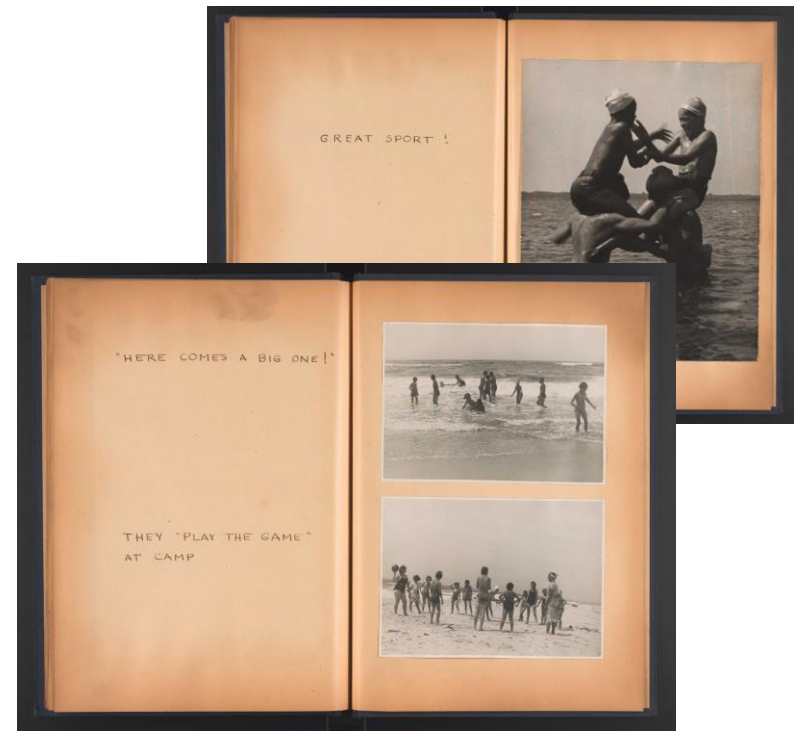 GREAT SPORT !
"HERE COMES A BIG ONE!"
THEY "PLAY THE GAME"
AT CAMP